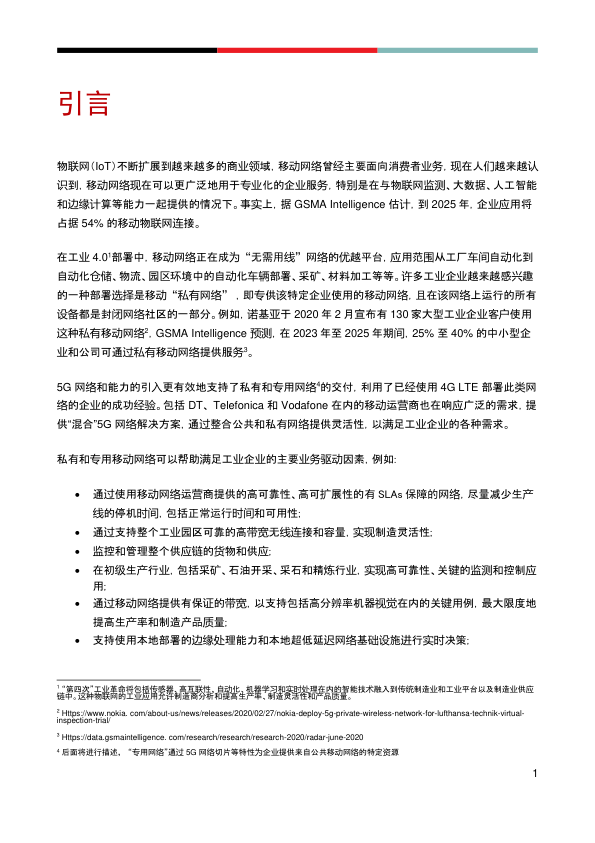 引言
物联网（IoT）不断扩展到越来越多的商业领域，移动网络曾经主要面向消费者业务，现在人们越来越认
识到，移动网络现在可以更广泛地用于专业化的企业服务，特别是在与物联网监测、大数据、人工智能
和边缘计算等能力一起提供的情况下。事实上，据 GSMA Intelligence 估计，到 2025 年，企业应用将
占据 54% 的移动物联网连接。
在工业 4.0¹部署中，移动网络正在成为“无需用线”网络的优越平台，应用范围从工厂车间自动化到
自动化仓储、物流、园区环境中的自动化车辆部署、采矿、材料加工等等。许多工业企业越来越感兴趣
的一种部署选择是移动“私有网络”，即专供该特定企业使用的移动网络，且在该网络上运行的所有
设备都是封闭网络社区的一部分。例如，诺基亚于 2020 年 2 月宣布有 130 家大型工业企业客户使用
这种私有移动网络²，GSMA Intelligence 预测，在 2023 年至 2025 年期间，25% 至 40% 的中小型企
业和公司可通过私有移动网络提供服务³。
5G 网络和能力的引入更有效地支持了私有和专用网络⁴的交付，利用了已经使用 4G LTE 部署此类网
络的企业的成功经验。包括 DT、Telefonica 和 Vodafone 在内的移动运营商也在响应广泛的需求，提
供“混合”5G 网络解决方案，通过整合公共和私有网络提供灵活性，以满足工业企业的各种需求。
私有和专用移动网络可以帮助满足工业企业的主要业务驱动因素，例如:
• 通过使用移动网络运营商提供的高可靠性、高可扩展性的有 SLAs 保障的网络，尽量减少生产
线的停机时间，包括正常运行时间和可用性;
• 通过支持整个工业园区可靠的高带宽无线连接和容量，实现制造灵活性;
• 监控和管理整个供应链的货物和供应;
• 在初级生产行业，包括采矿、石油开采、采石和精炼行业，实现高可靠性、关键的监测和控制应
用;
• 通过移动网络提供有保证的带宽，以支持包括高分辨率机器视觉在内的关键用例，最大限度地
提高生产率和制造产品质量;
• 支持使用本地部署的边缘处理能力和本地超低延迟网络基础设施进行实时决策;
¹ “第四次”工业革命将包括传感器、高互联性、自动化、机器学习和实时处理在内的智能技术融入到传统制造业和工业平台以及制造业供应
链中。这种物联网的工业应用允许制造商分析和提高生产率、制造灵活性和产品质量。
² Https://www.nokia. com/about-us/news/releases/2020/02/27/nokia-deploy-5g-private-wireless-network-for-lufthansa-technik-virtual-
inspection-trial/
³ Https://data.gsmaintelligence. com/research/research/research-2020/radar-june-2020
⁴ 后面将进行描述， “专用网络”通过 5G 网络切片等特性为企业提供来自公共移动网络的特定资源
1